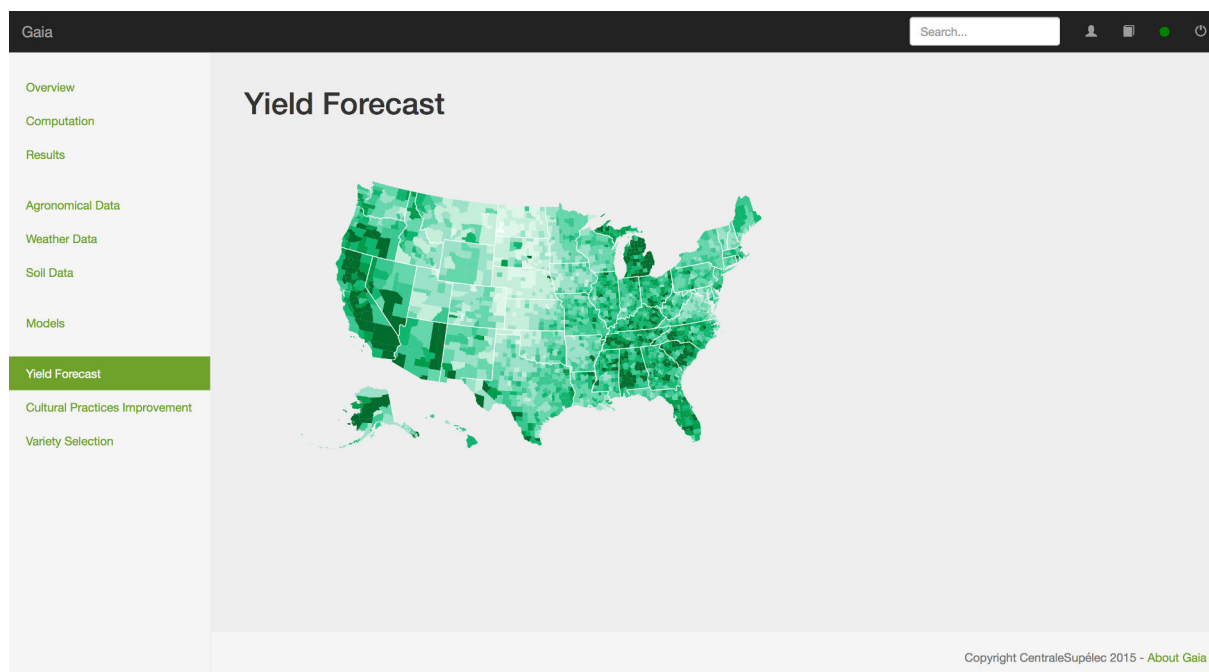 Gaia
Search...
Overview
Computation
Results
Agronomical Data
Weather Data
Soil Data
Models
Yield Forecast
Cultural Practices Improvement
Variety Selection
Yield Forecast
Copyright CentraleSupélec 2015 - About Gaia